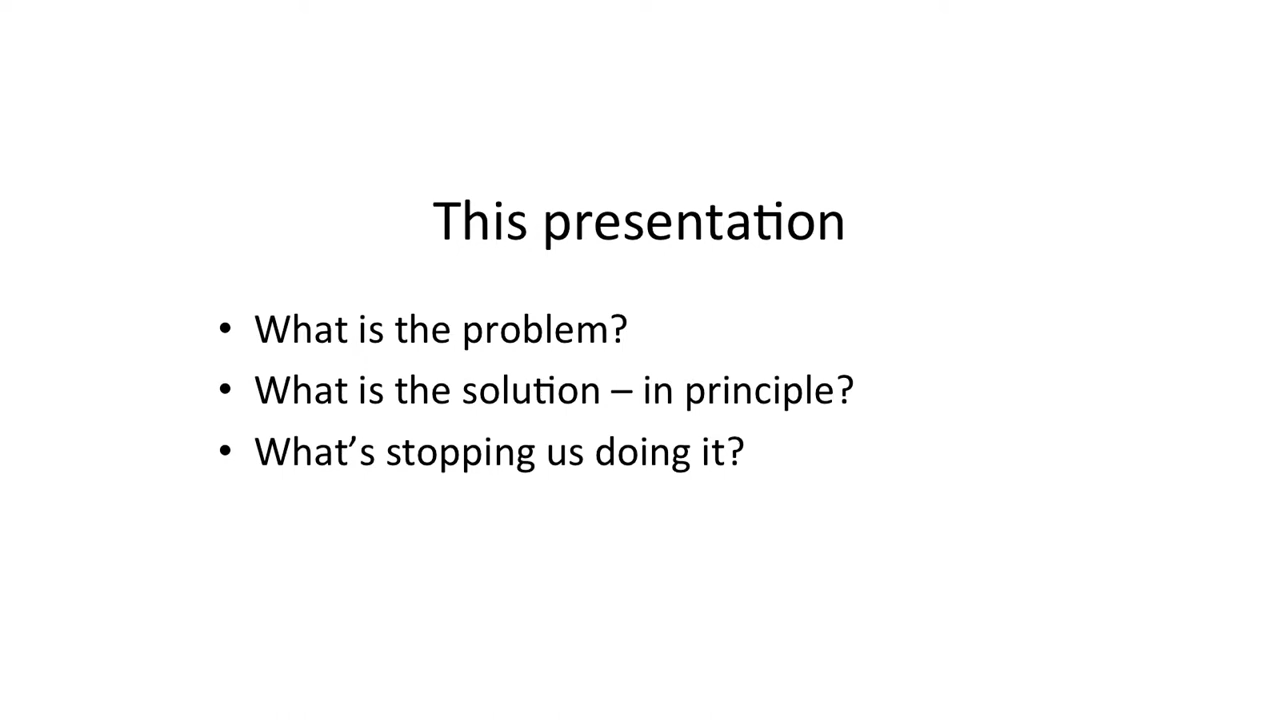 This presentation
• What is the problem?
• What is the solution – in principle?
• What’s stopping us doing it?